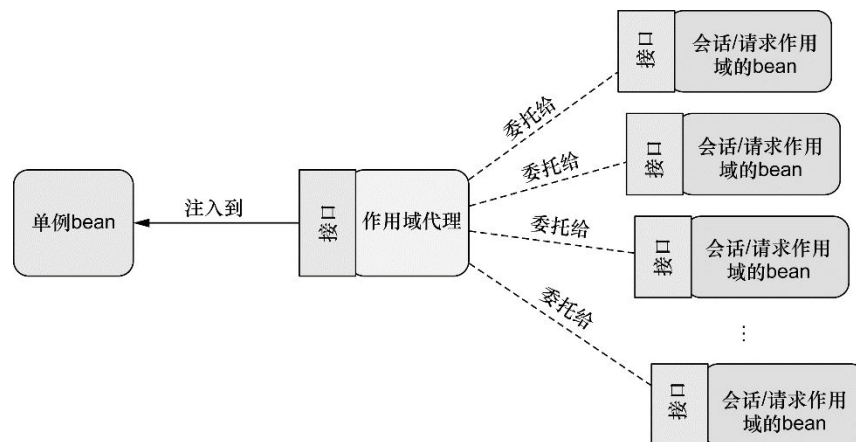 接口
会话/请求作用
域的bean
委托给
接口
会话/请求作用
域的bean
委托给
单例bean
注入到
接口
作用域代理
委托给
接口
会话/请求作用
域的bean
委托给
...
接口
会话/请求作用
域的bean